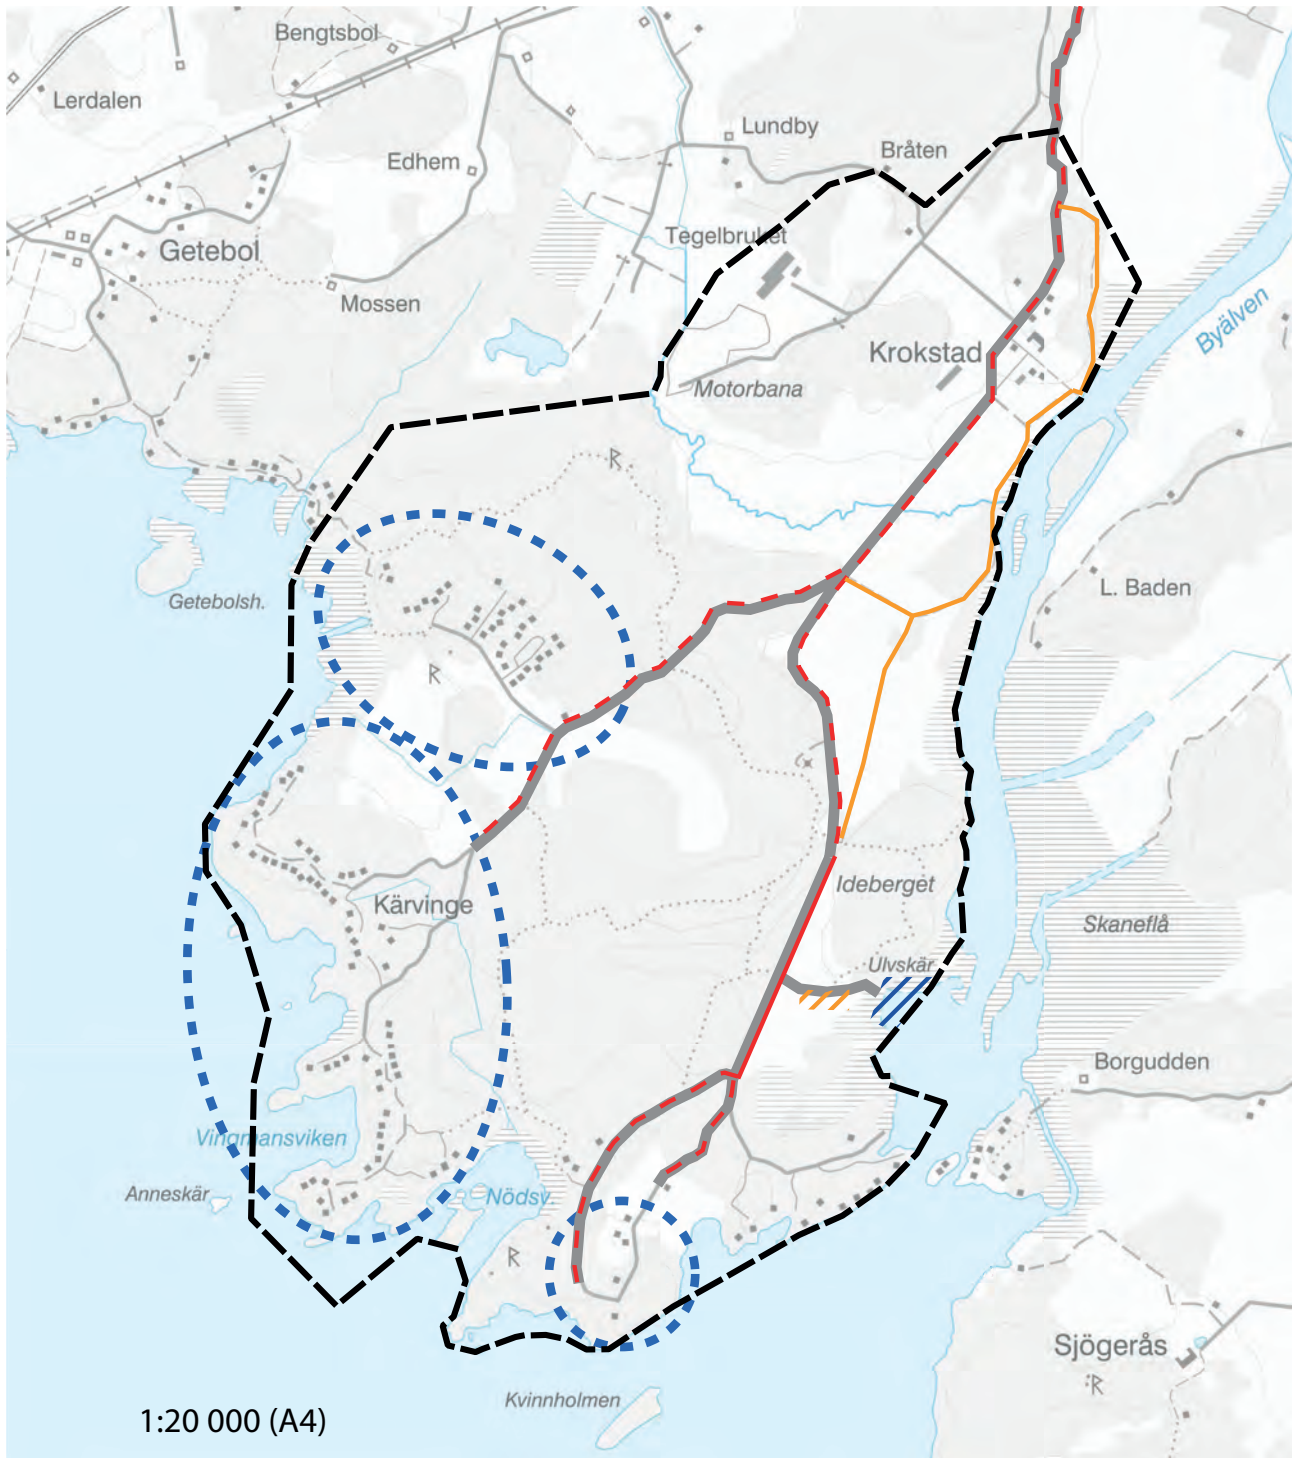 Bengtsbol
Lerdalen
Lundby
Bråten
Edhem
Tegelbruket
Getebol
Mossen
Byälven
Krokstad
Motorbana
Getebolsh.
L. Baden
Ideberget
Kärvinge
Skaneflå
Ulvskär
Borgudden
Vingmansviken
Anneskär
Nödsv.
Sjögerås
Kvinnholmen
1:20 000 (A4)